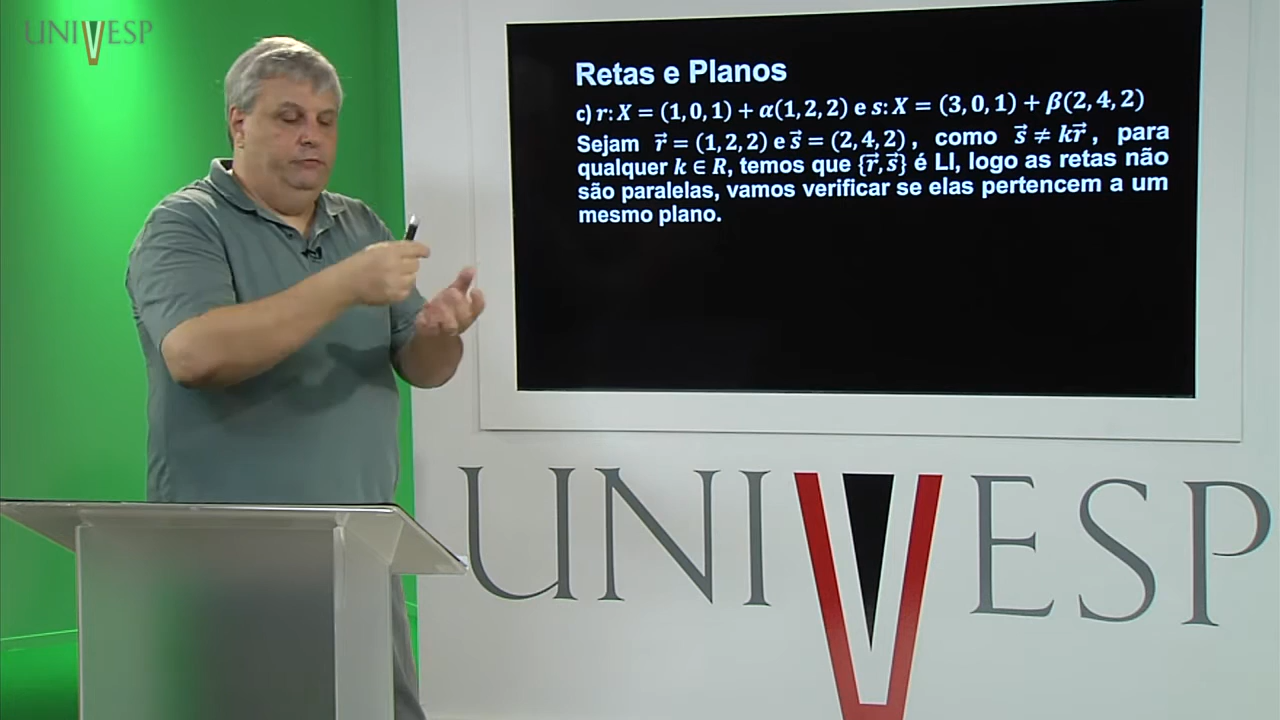 UNIVESP
Retas e Planos
c) r: X = (1, 0, 1) + α(1, 2, 2) e s: X = (3, 0, 1) + β(2, 4, 2)
Sejam r⃗ = (1, 2, 2) e s⃗ = (2, 4, 2) , como s⃗ ≠ kr⃗ , para
qualquer k ∈ R, temos que {r⃗, s⃗} é LI, logo as retas não
são paralelas, vamos verificar se elas pertencem a um
mesmo plano.
UNIVESP